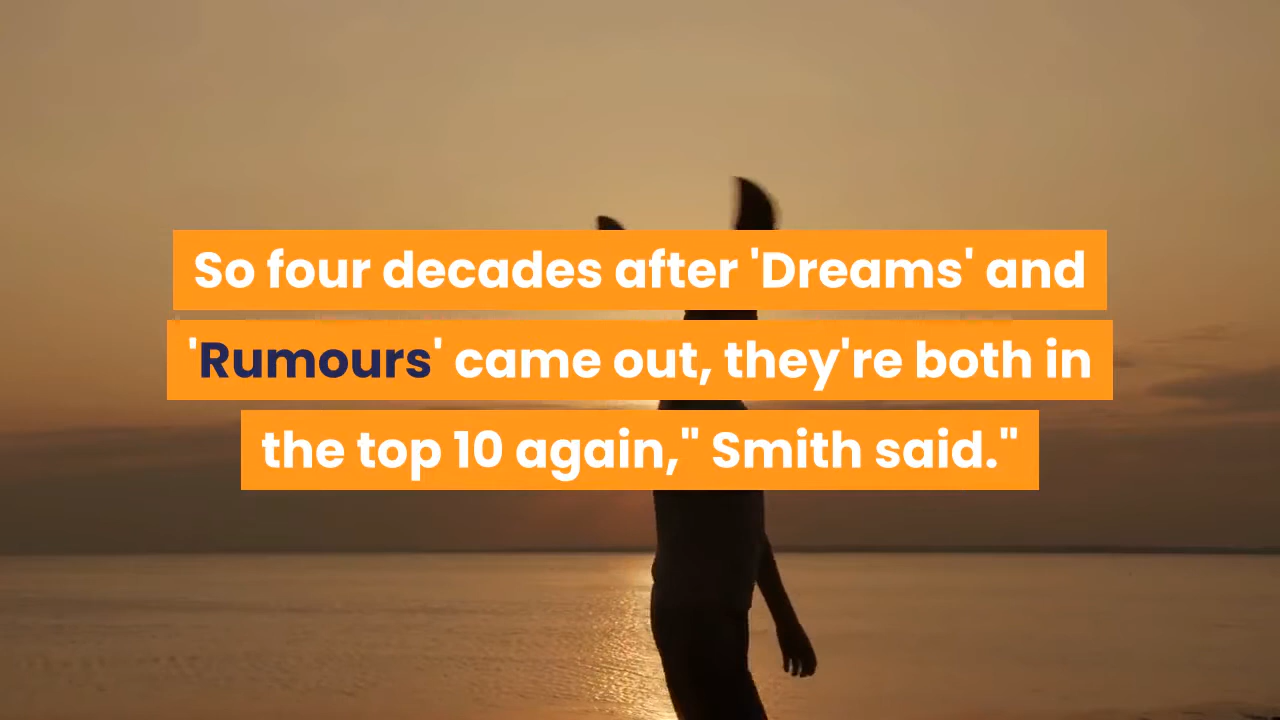 So four decades after 'Dreams' and
'Rumours' came out, they're both in
the top 10 again," Smith said."